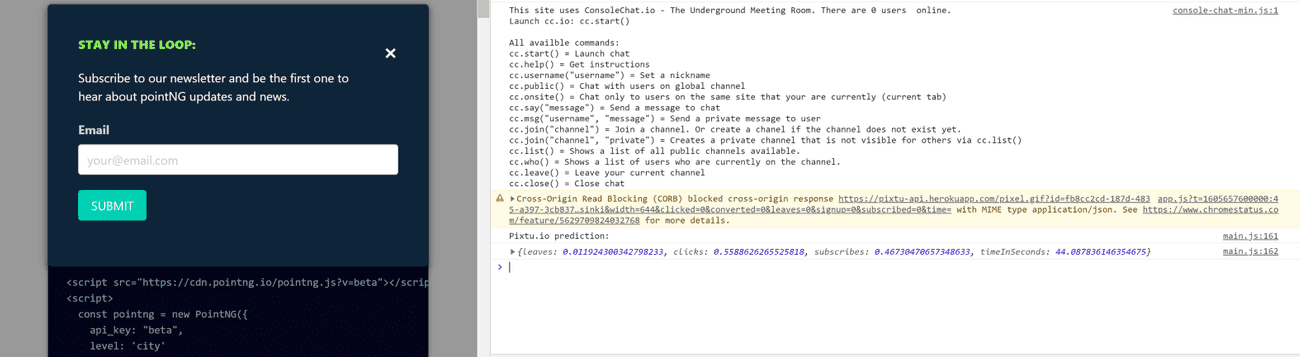 STAY IN THE LOOP:
Subscribe to our newsletter and be the first one to
hear about pointNG updates and news.
Email
your@email.com
SUBMIT
<script src="https://cdn.pointng.io/pointng.js?v=beta"></scrip
<script>
const pointng = new PointNG({
api_key: "beta",
level: 'city'
This site uses ConsoleChat.io - The Underground Meeting Room. There are 0 users online. console-chat-min.js:1
Launch cc.io: cc.start()
All availble commands:
cc.start() = Launch chat
cc.help() = Get instructions
cc.username("username") = Set a nickname
cc.public() = Chat with users on global channel
cc.onsite() = Chat only to users on the same site that your are currently (current tab)
cc.say("message") = Send a message to chat
cc.msg("username", "message") = Send a private message to user
cc.join("channel") = Join a channel. Or create a chanel if the channel does not exist yet.
cc.join("channel", "private") = Creates a private channel that is not visible for others via cc.list()
cc.list() = Shows a list of all public channels available.
cc.who() = Shows a list of users who are currently on the channel.
cc.leave() = Leave your current channel
cc.close() = Close chat
Cross-Origin Read Blocking (CORB) blocked cross-origin response https://pixtu-api.herokuapp.com/pixel.gif?id=fb8cc2cd-187d-483 app.js?t=1605657600000:4
5-a397-3cb837…sinki&width=644&clicked=0&converted=0&leaves=0&signup=0&subscribed=0&time= with MIME type application/json. See https://www.chromestatus.co
m/feature/5629709824032768 for more details.
Pixtu.io prediction: main.js:161
{leaves: 0.011924300342798233, clicks: 0.5588626265525818, subscribes: 0.46730470657348633, timeInSeconds: 44.087836146354675} main.js:162